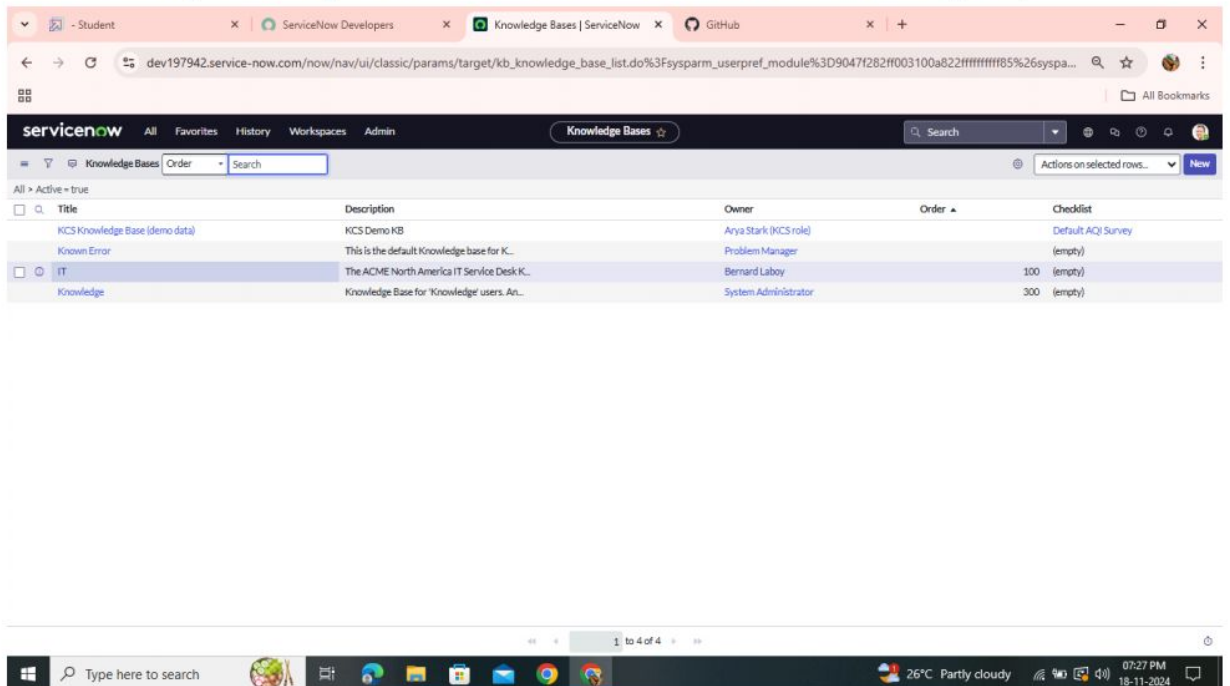 - Student
ServiceNow Developers
Knowledge Bases | ServiceNow
GitHub
dev197942.service-now.com/now/nav/ui/classic/params/target/kb_knowledge_base_list.do%3Fsysparm_userpref_module%3D9047f282ff003100a822ffffffffff85%26syspa...
All Bookmarks
servicenow All Favorites History Workspaces Admin Knowledge Bases Search
Knowledge Bases Order Search Actions on selected rows... New
All > Active = true
Title Description Owner Order Checklist
KCS Knowledge Base (demo data) KCS Demo KB Arya Stark (KCS role) Default AQI Survey
Known Error This is the default Knowledge base for K... Problem Manager (empty)
IT The ACME North America IT Service Desk K... Bernard Laboy 100 (empty)
Knowledge Knowledge Base for 'Knowledge' users. An... System Administrator 300 (empty)
1 to 4 of 4
Type here to search 26°C Partly cloudy 07:27 PM
18-11-2024